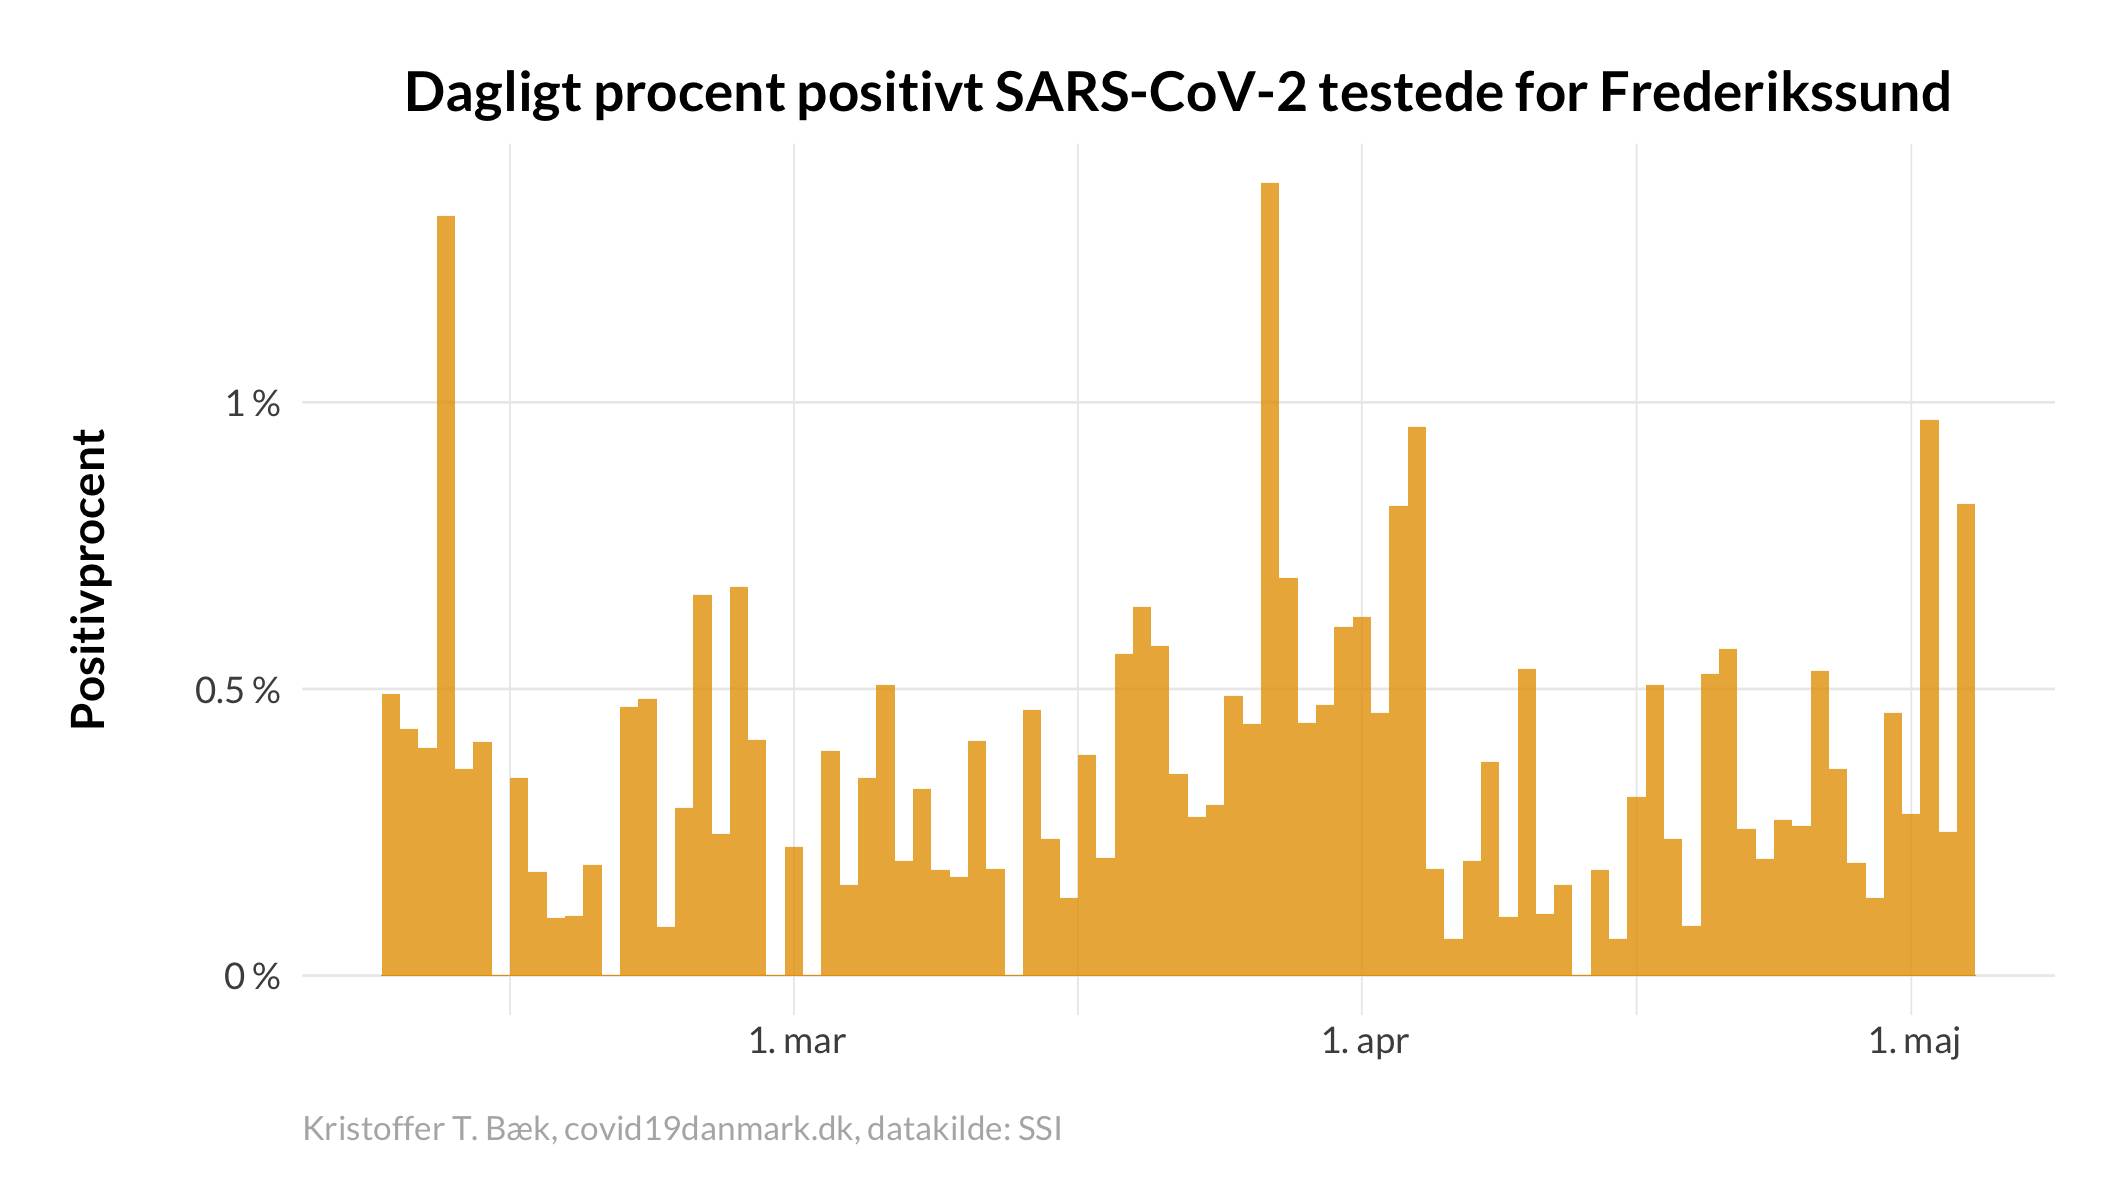 Dagligt procent positivt SARS-CoV-2 testede for Frederikssund
Positivprocent
1 %
0.5 %
0 %
1. mar
1. apr
1. maj
Kristoffer T. Bæk, covid19danmark.dk, datakilde: SSI